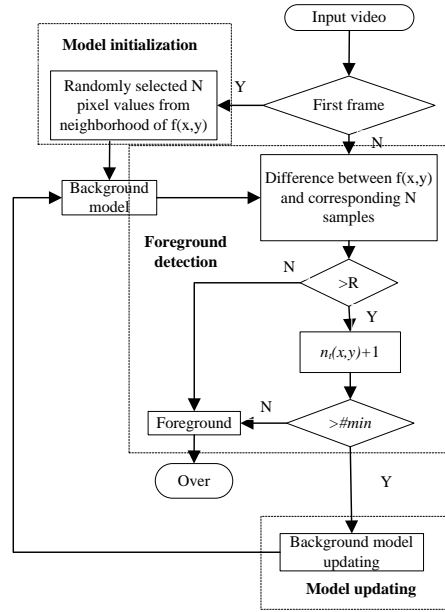 Input video
Model initialization
Randomly selected N
pixel values from
neighborhood of f(x,y)
Y
First frame
N
Background
model
Difference between f(x,y)
and corresponding N
samples
Foreground
detection
N
>R
Y
nt(x,y)+1
Foreground
N
>#min
Over
Y
Background model
updating
Model updating